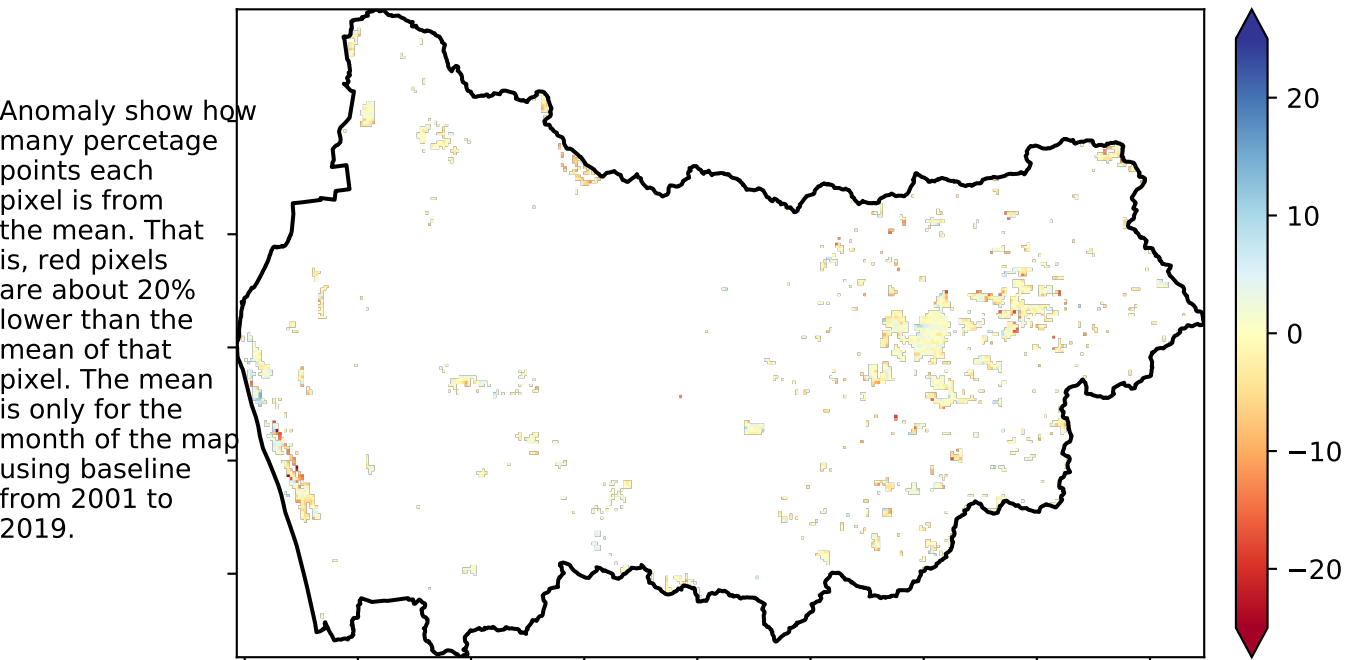 Anomaly show how
many percetage
points each
pixel is from
the mean. That
is, red pixels
are about 20%
lower than the
mean of that
pixel. The mean
is only for the
month of the map
using baseline
from 2001 to
2019.
20
10
0
−10
−20